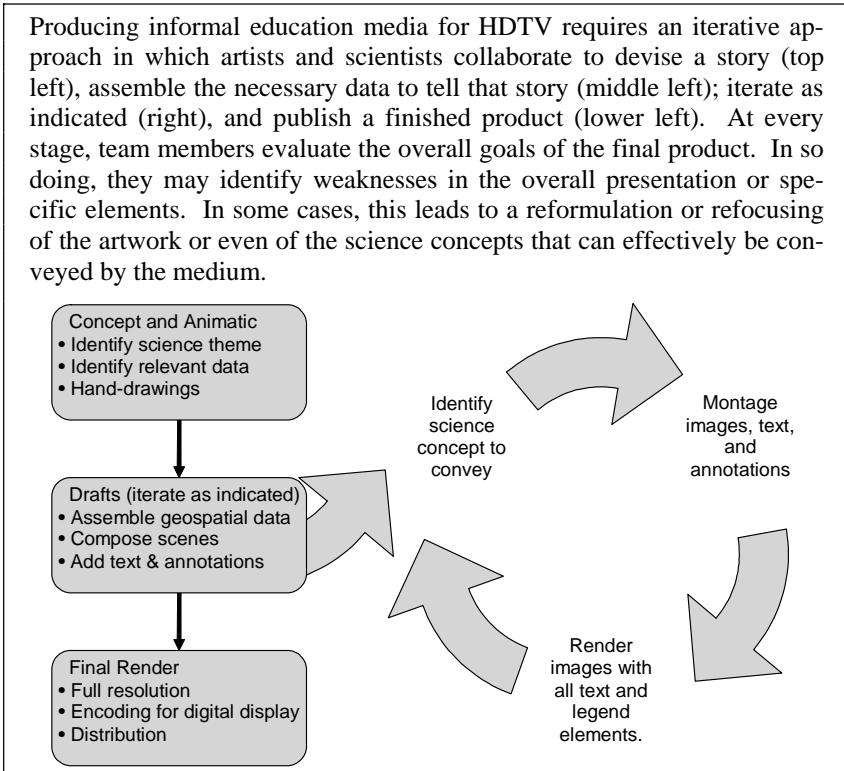 Producing informal education media for HDTV requires an iterative ap-
proach in which artists and scientists collaborate to devise a story (top
left), assemble the necessary data to tell that story (middle left); iterate as
indicated (right), and publish a finished product (lower left).  At every
stage, team members evaluate the overall goals of the final product.  In so
doing, they may identify weaknesses in the overall presentation or spe-
cific elements.  In some cases, this leads to a reformulation or refocusing
of the artwork or even of the science concepts that can effectively be con-
veyed by the medium.
Concept and Animatic
• Identify science theme
• Identify relevant data
• Hand-drawings
Drafts (iterate as indicated)
• Assemble geospatial data
• Compose scenes
• Add text & annotations
Final Render
• Full resolution
• Encoding for digital display
• Distribution
Identify
science
concept to
convey
Montage
images, text,
and
annotations
Render
images with
all text and
legend
elements.